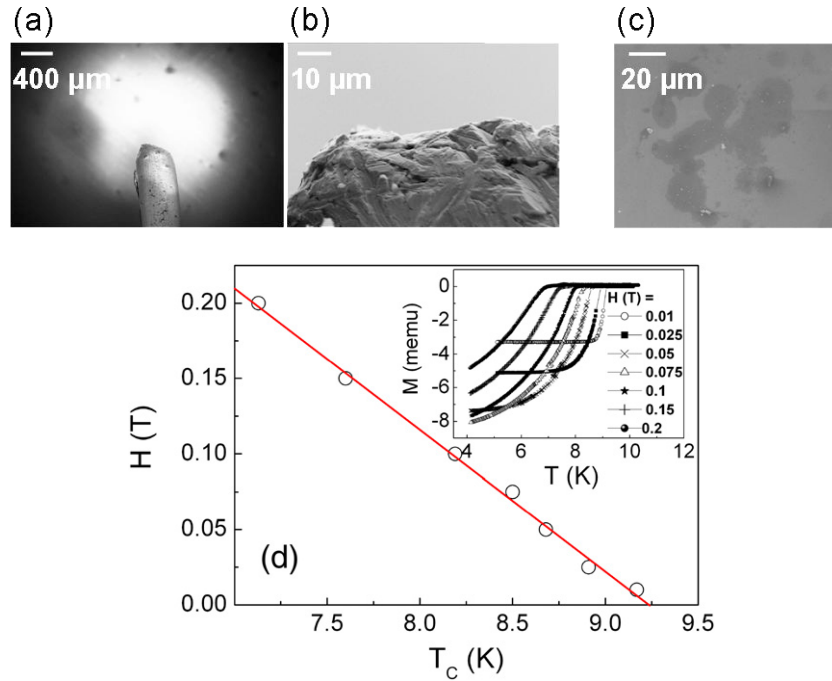 (a)
(b)
(c)
400 µm
10 µm
20 µm
(d)
H (T)
0.20
0.15
0.10
0.05
0.00
7.5
8.0
8.5
9.0
9.5
T_C (K)
M (memu)
0
-2
-4
-6
-8
4
6
8
10
12
T (K)
H (T) =
0.01
0.025
0.05
0.075
0.1
0.15
0.2